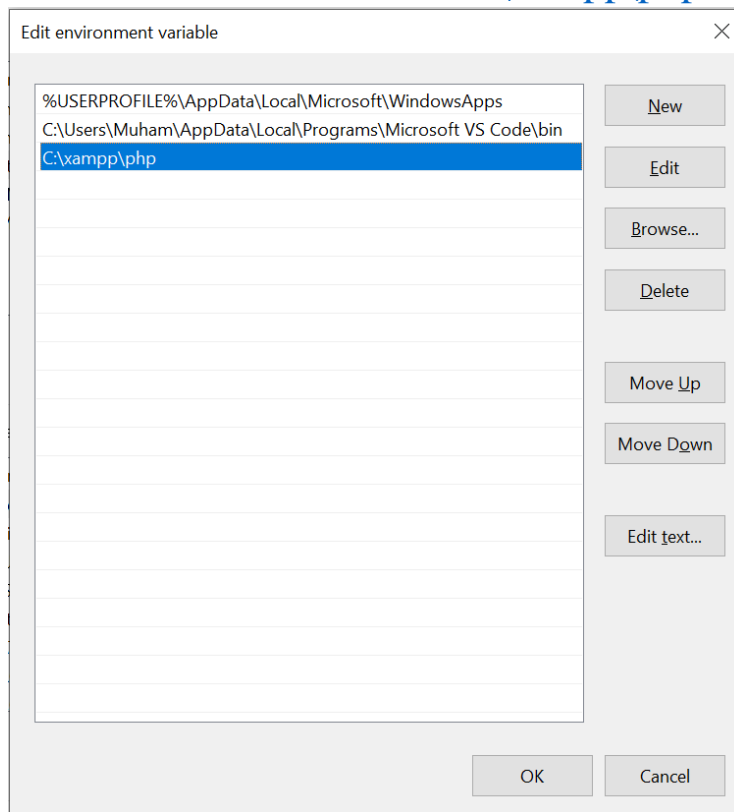 Edit environment variable
%USERPROFILE%\AppData\Local\Microsoft\WindowsApps
C:\Users\Muham\AppData\Local\Programs\Microsoft VS Code\bin
C:\xampp\php
New
Edit
Browse...
Delete
Move Up
Move Down
Edit text...
OK
Cancel